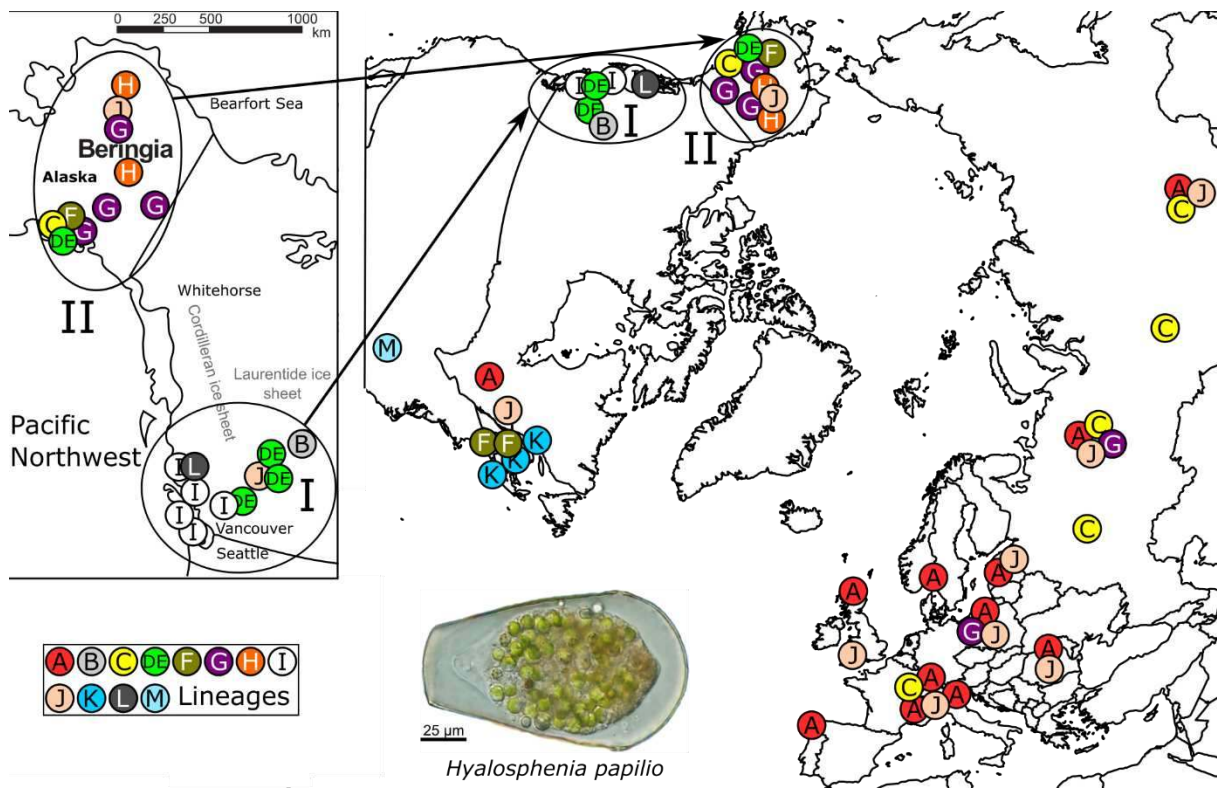 0 250 500 1000
km
Bearfort Sea
H
J
G
Beringia
H
Alaska
G
G
F
C
G
DE
II
Whitehorse
Cordilleran ice sheet
Laurentide ice
sheet
Pacific
Northwest
B
DE
I
L
J
DE
I
I
I
DE
I
Vancouver
I
Seattle
I
DE
I
I
L
DE
B
I
DE
F
C
G
G
H
G
J
H
II
A
J
C
C
M
A
J
F
F
K
K
K
C
A
G
J
C
A
J
A
A
A
G
J
J
A
J
C
A
A
A
J
A
A B C DE F G H I
J K L M Lineages
25 µm
Hyalosphenia papilio